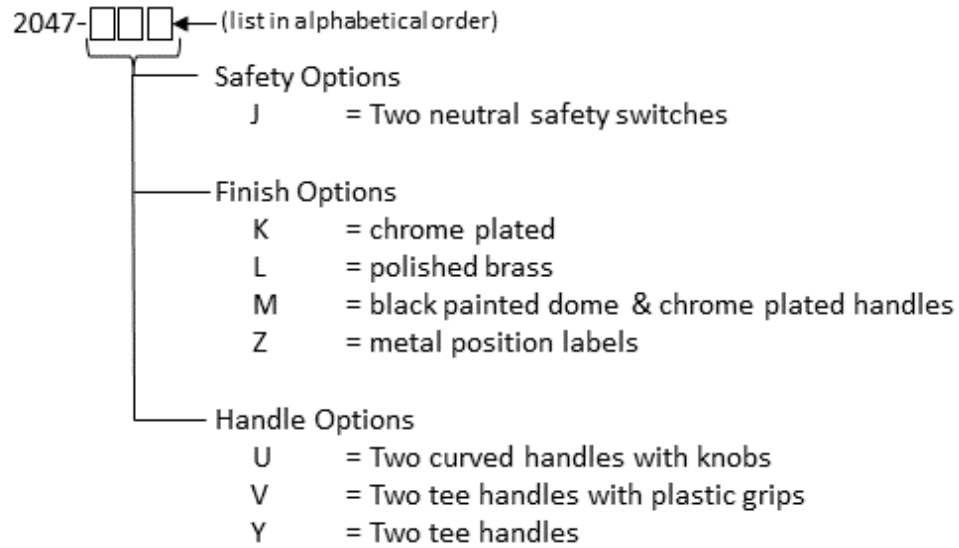 2047-□□□ (list in alphabetical order)
Safety Options
J = Two neutral safety switches
Finish Options
K = chrome plated
L = polished brass
M = black painted dome & chrome plated handles
Z = metal position labels
Handle Options
U = Two curved handles with knobs
V = Two tee handles with plastic grips
Y = Two tee handles